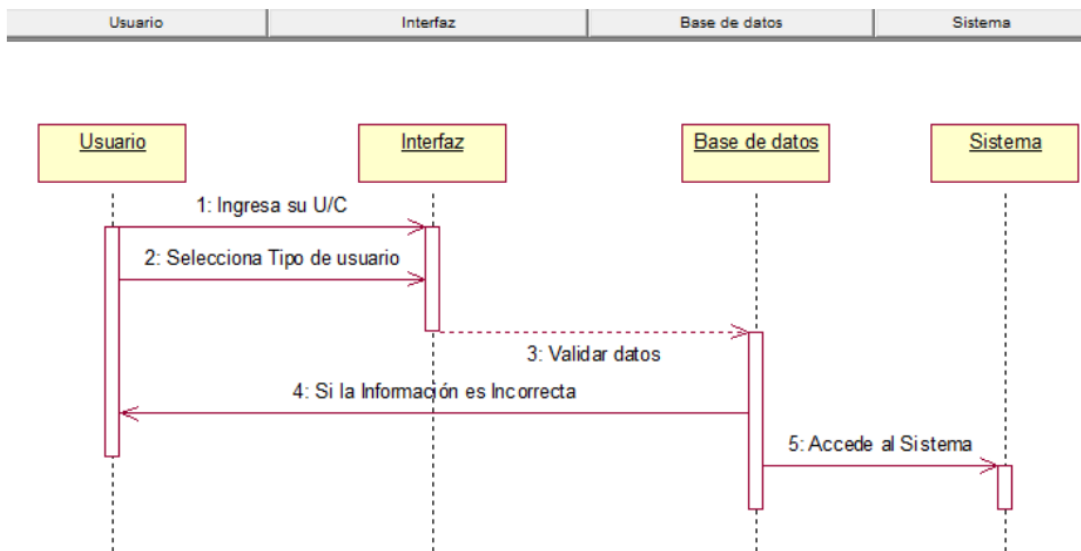 Usuario
Interfaz
Base de datos
Sistema
Usuario
Interfaz
Base de datos
Sistema
1: Ingresa su U/C
2: Selecciona Tipo de usuario
3: Validar datos
4: Si la Información es Incorrecta
5: Accede al Sistema